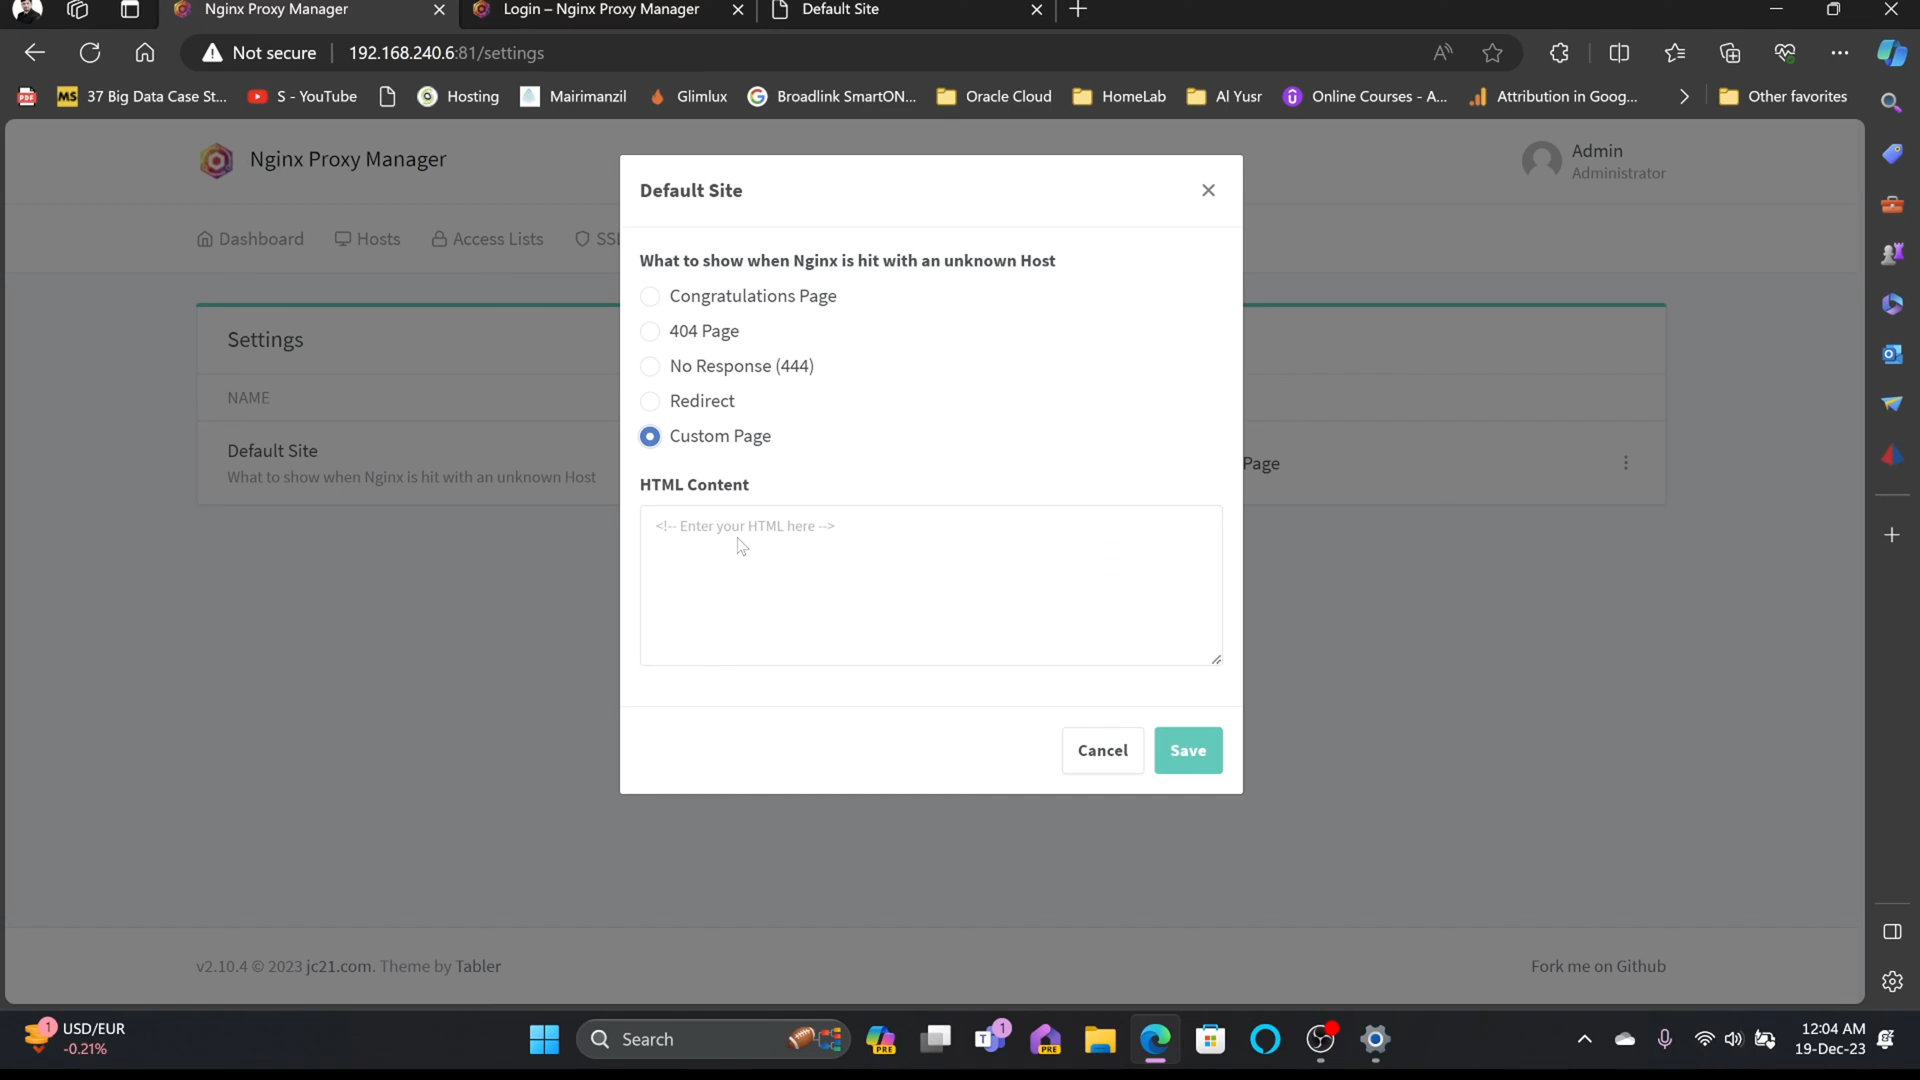 Nginx Proxy Manager
Login – Nginx Proxy Manager
Default Site
Not secure
192.168.240.6:81/settings
37 Big Data Case St...
S - YouTube
Hosting
Mairimanzil
Glimlux
Broadlink SmartON...
Oracle Cloud
HomeLab
Al Yusr
Online Courses - A...
Attribution in Goog...
Other favorites
Nginx Proxy Manager
Admin
Administrator
Dashboard
Hosts
Access Lists
SSL
Settings
NAME
Default Site
What to show when Nginx is hit with an unknown Host
Page
Default Site
What to show when Nginx is hit with an unknown Host
Congratulations Page
404 Page
No Response (444)
Redirect
Custom Page
HTML Content
<!-- Enter your HTML here -->
Cancel
Save
v2.10.4 © 2023 jc21.com. Theme by Tabler
Fork me on Github
1
USD/EUR
-0.21%
Search
PRE
1
PRE
12:04 AM
19-Dec-23